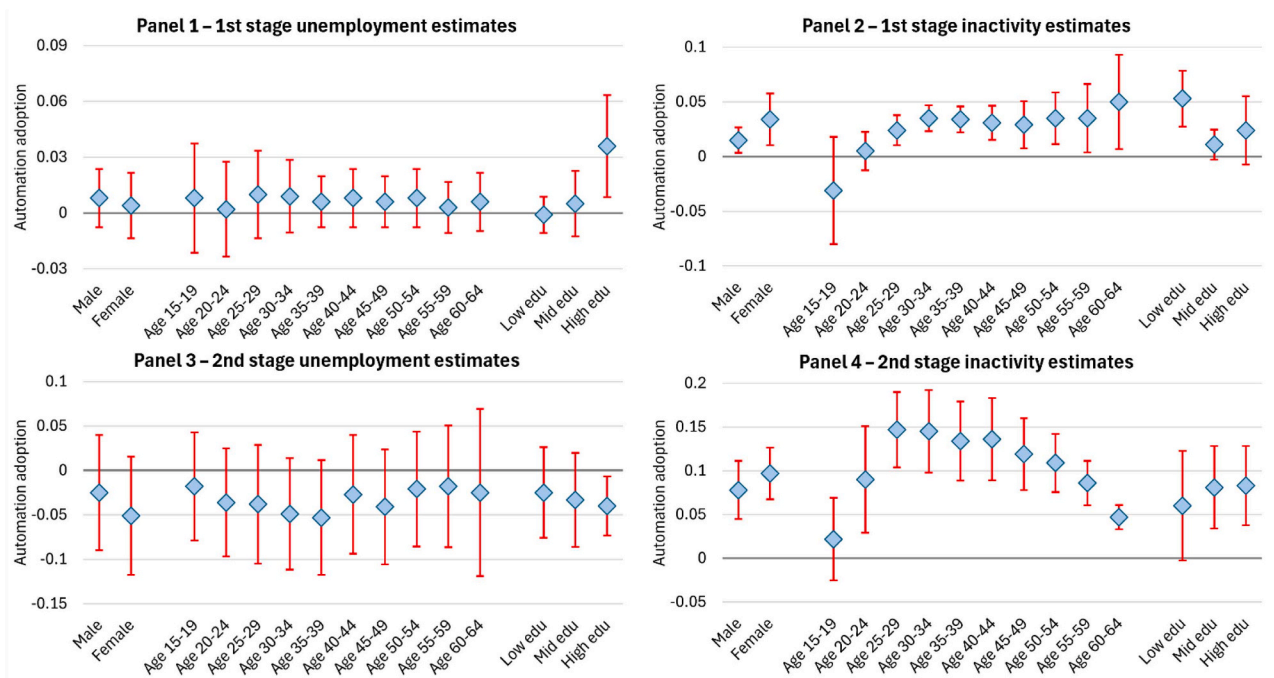 Panel 1 – 1st stage unemployment estimates
Automation adoption
0.09
0.06
0.03
0
-0.03
Male
Female
Age 15-19
Age 20-24
Age 25-29
Age 30-34
Age 35-39
Age 40-44
Age 45-49
Age 50-54
Age 55-59
Age 60-64
Low edu
Mid edu
High edu
Panel 2 – 1st stage inactivity estimates
Automation adoption
0.1
0.05
0
-0.05
-0.1
Male
Female
Age 15-19
Age 20-24
Age 25-29
Age 30-34
Age 35-39
Age 40-44
Age 45-49
Age 50-54
Age 55-59
Age 60-64
Low edu
Mid edu
High edu
Panel 3 – 2nd stage unemployment estimates
Automation adoption
0.1
0.05
0
-0.05
-0.1
-0.15
Male
Female
Age 15-19
Age 20-24
Age 25-29
Age 30-34
Age 35-39
Age 40-44
Age 45-49
Age 50-54
Age 55-59
Age 60-64
Low edu
Mid edu
High edu
Panel 4 – 2nd stage inactivity estimates
Automation adoption
0.2
0.15
0.1
0.05
0
-0.05
Male
Female
Age 15-19
Age 20-24
Age 25-29
Age 30-34
Age 35-39
Age 40-44
Age 45-49
Age 50-54
Age 55-59
Age 60-64
Low edu
Mid edu
High edu